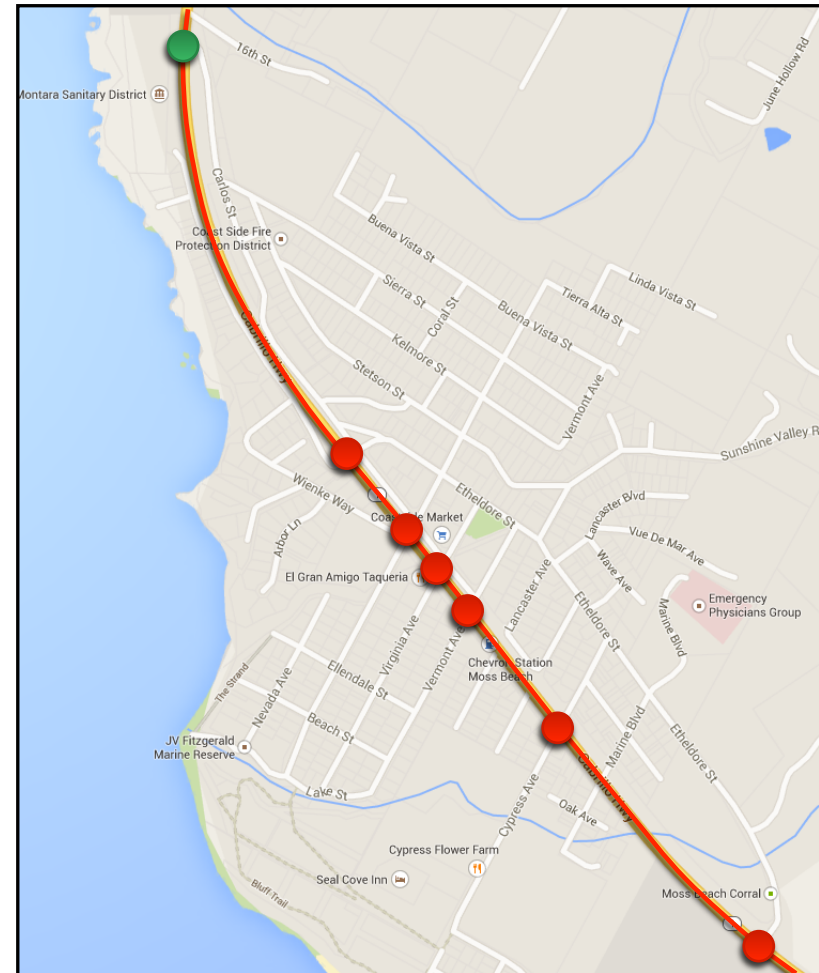 16th St
June Hollow Rd
Montara Sanitary District
Carlos St
Coast Side Fire
Protection District
Buena Vista St
Sierra St
Coral St
Buena Vista St
Tierra Alta St
Linda Vista St
Cabrillo Hwy
Kelmore St
Stetson St
Vermont Ave
Sunshine Valley R
Wienke Way
Etheldore St
Lancaster Blvd
Arbor Ln
Coastside Market
Vue De Mar Ave
Wave Ave
El Gran Amigo Taqueria
Lancaster Ave
Etheldore St
Emergency
Physicians Group
Marine Blvd
Virginia Ave
Vermont Ave
Chevron Station
Moss Beach
The Strand
Ellendale St
Nevada Ave
Beach St
JV Fitzgerald
Marine Reserve
Marine Blvd
Etheldore St
Lake St
Cabrillo Hwy
Cypress Ave
Oak Ave
Cypress Flower Farm
Seal Cove Inn
Bluff Trail
Moss Beach Corral